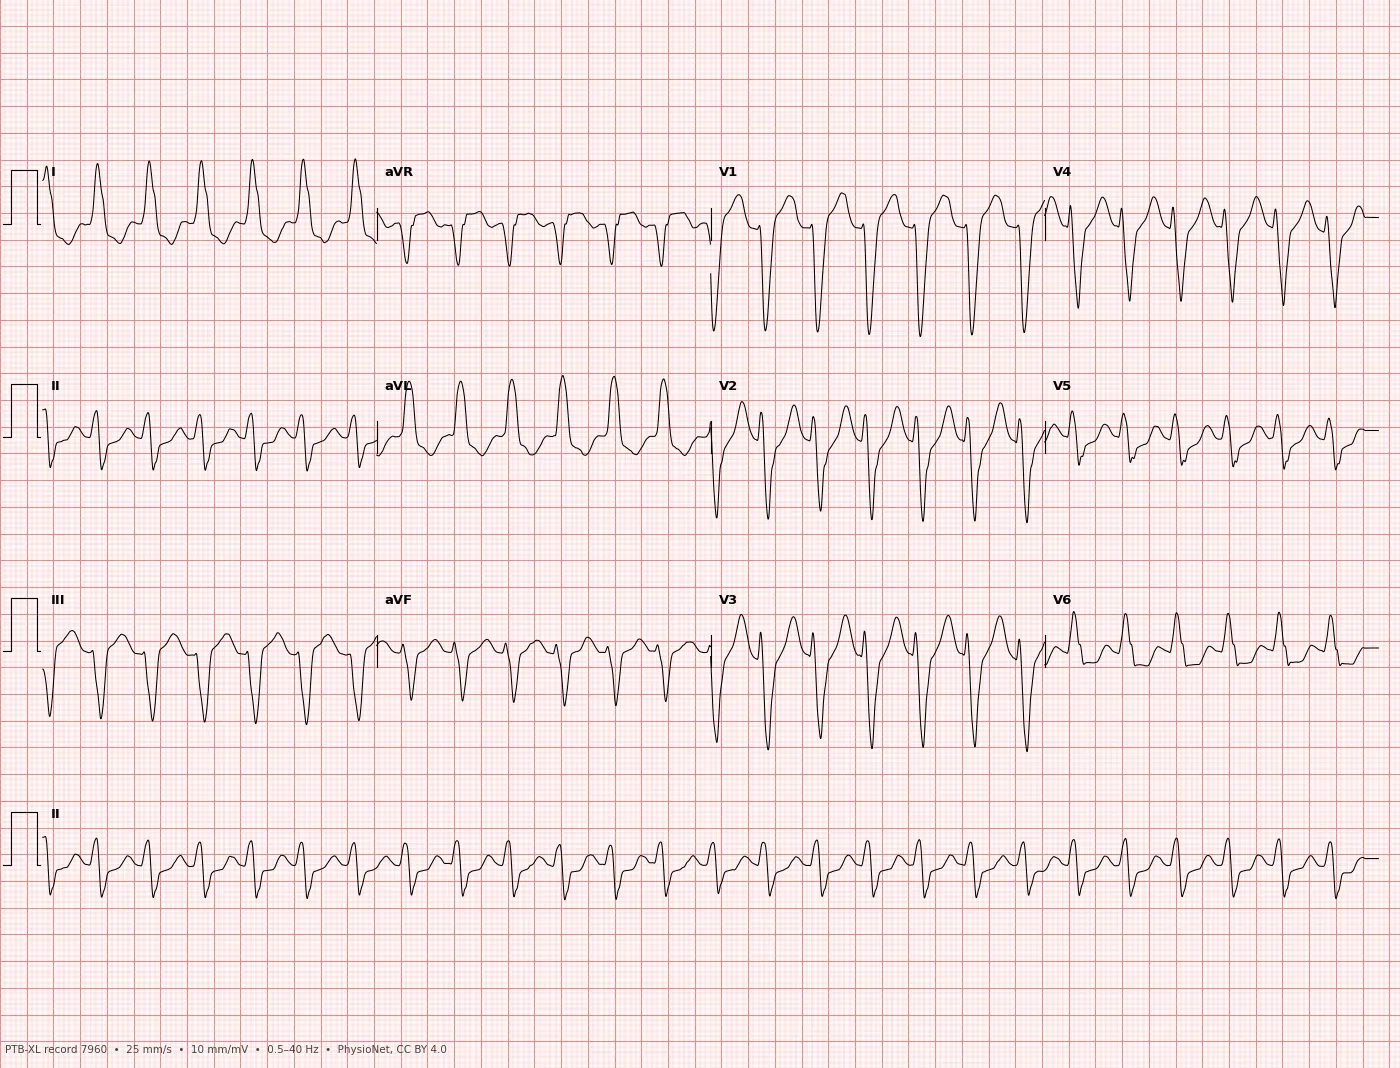 I aVR V1 V4
II aVL V2 V5
III aVF V3 V6
II
PTB-XL record 7960 • 25 mm/s • 10 mm/mV • 0.5–40 Hz • PhysioNet, CC BY 4.0